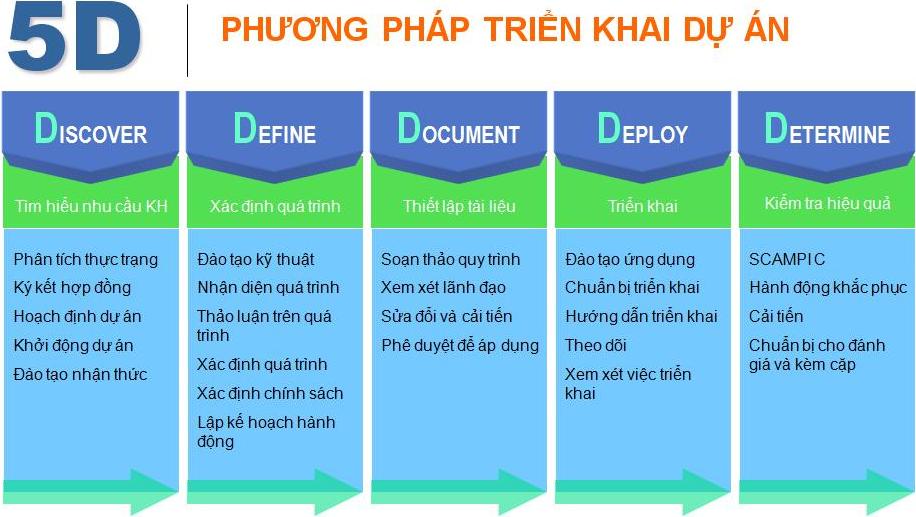 5D
PHƯƠNG PHÁP TRIỂN KHAI DỰ ÁN
DISCOVER
Tìm hiểu nhu cầu KH
Phân tích thực trạng
Ký kết hợp đồng
Hoạch định dự án
Khởi động dự án
Đào tạo nhận thức
DEFINE
Xác định quá trình
Đào tạo kỹ thuật
Nhận diện quá trình
Thảo luận trên quá
trình
Xác định quá trình
Xác định chính sách
Lập kế hoạch hành
động
DOCUMENT
Thiết lập tài liệu
Soạn thảo quy trình
Xem xét lãnh đạo
Sửa đổi và cải tiến
Phê duyệt để áp dụng
DEPLOY
Triển khai
Đào tạo ứng dụng
Chuẩn bị triển khai
Hướng dẫn triển khai
Theo dõi
Xem xét việc triển
khai
DETERMINE
Kiểm tra hiệu quả
SCAMPI C
Hành động khắc phục
Cải tiến
Chuẩn bị cho đánh
giá và kèm cặp